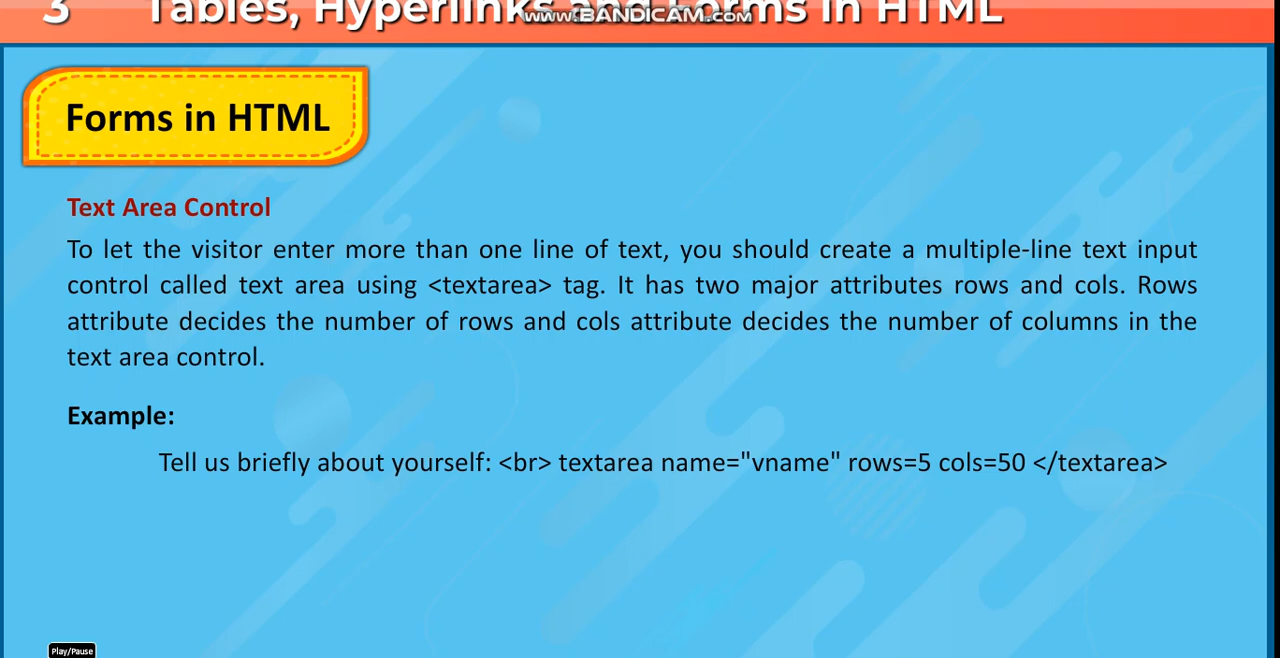 3 Tables, Hyperlinks and Forms in HTML
www.BANDICAM.com
Forms in HTML
Text Area Control
To let the visitor enter more than one line of text, you should create a multiple-line text input
control called text area using <textarea> tag. It has two major attributes rows and cols. Rows
attribute decides the number of rows and cols attribute decides the number of columns in the
text area control.
Example:
Tell us briefly about yourself: <br> textarea name="vname" rows=5 cols=50 </textarea>
Play/Pause